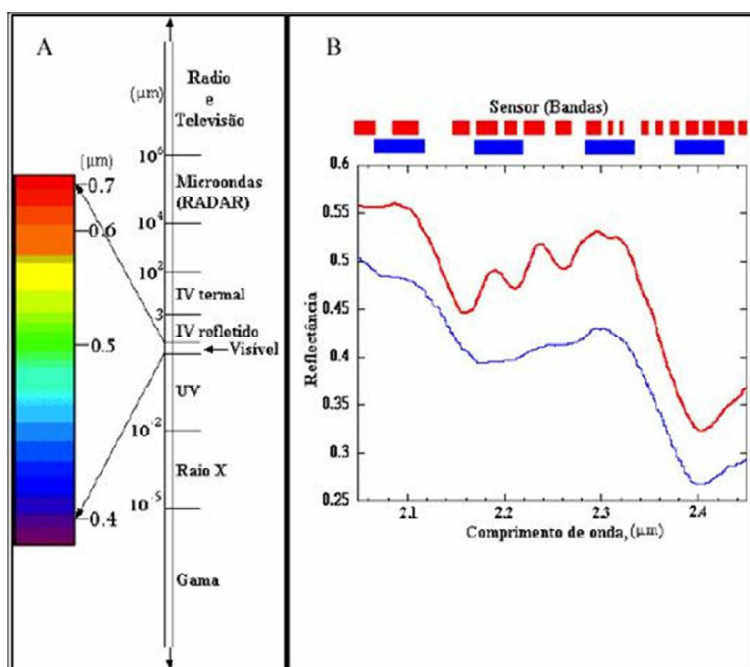 A
(μm)
Radio
e
Televisão
10⁶
Microondas
(RADAR)
10⁴
10²
IV termal
3
IV refletido
Visível
UV
10⁻²
Raio X
10⁻⁵
Gama
(μm)
0.7
0.6
0.5
0.4
B
Sensor (Bandas)
Reflectância
0.6
0.55
0.5
0.45
0.4
0.35
0.3
0.25
2.1
2.2
2.3
2.4
Comprimento de onda, (μm)